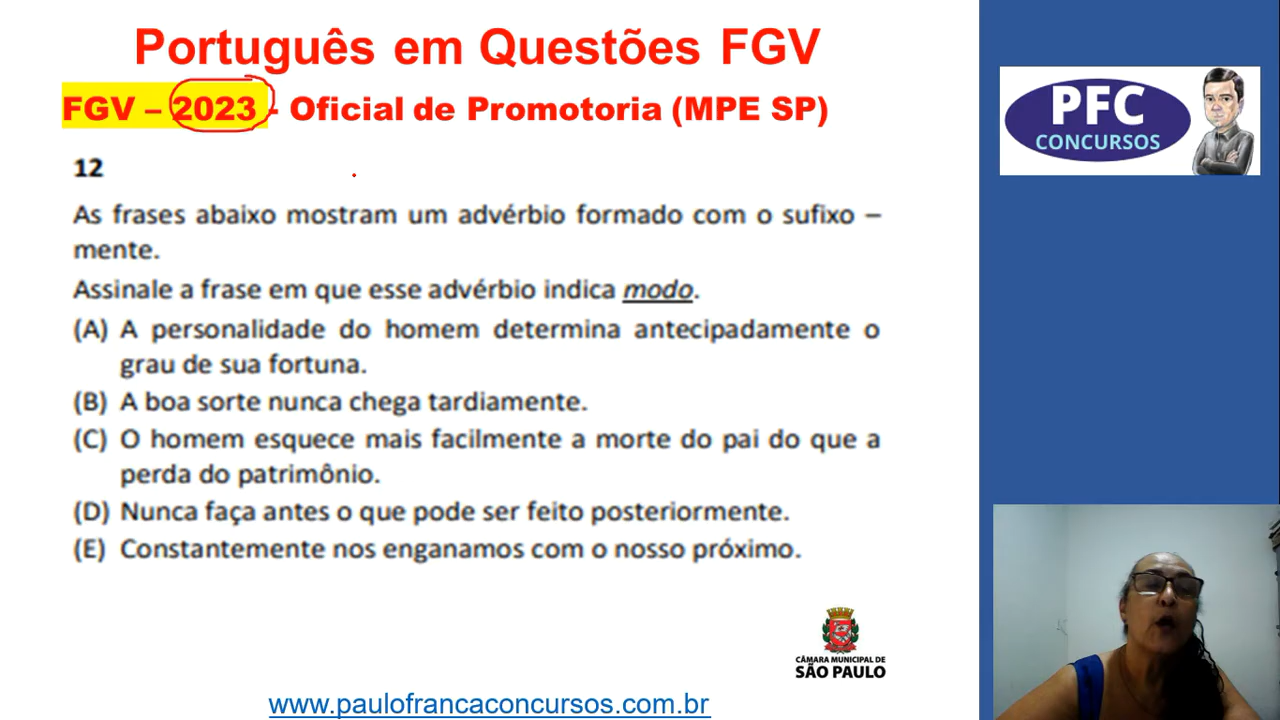 Português em Questões FGV
FGV – 2023 - Oficial de Promotoria (MPE SP)
PFC
CONCURSOS
12
As frases abaixo mostram um advérbio formado com o sufixo –
mente.
Assinale a frase em que esse advérbio indica modo.
(A) A personalidade do homem determina antecipadamente o
grau de sua fortuna.
(B) A boa sorte nunca chega tardiamente.
(C) O homem esquece mais facilmente a morte do pai do que a
perda do patrimônio.
(D) Nunca faça antes o que pode ser feito posteriormente.
(E) Constantemente nos enganamos com o nosso próximo.
CÂMARA MUNICIPAL DE
SÃO PAULO
www.paulofrancaconcursos.com.br